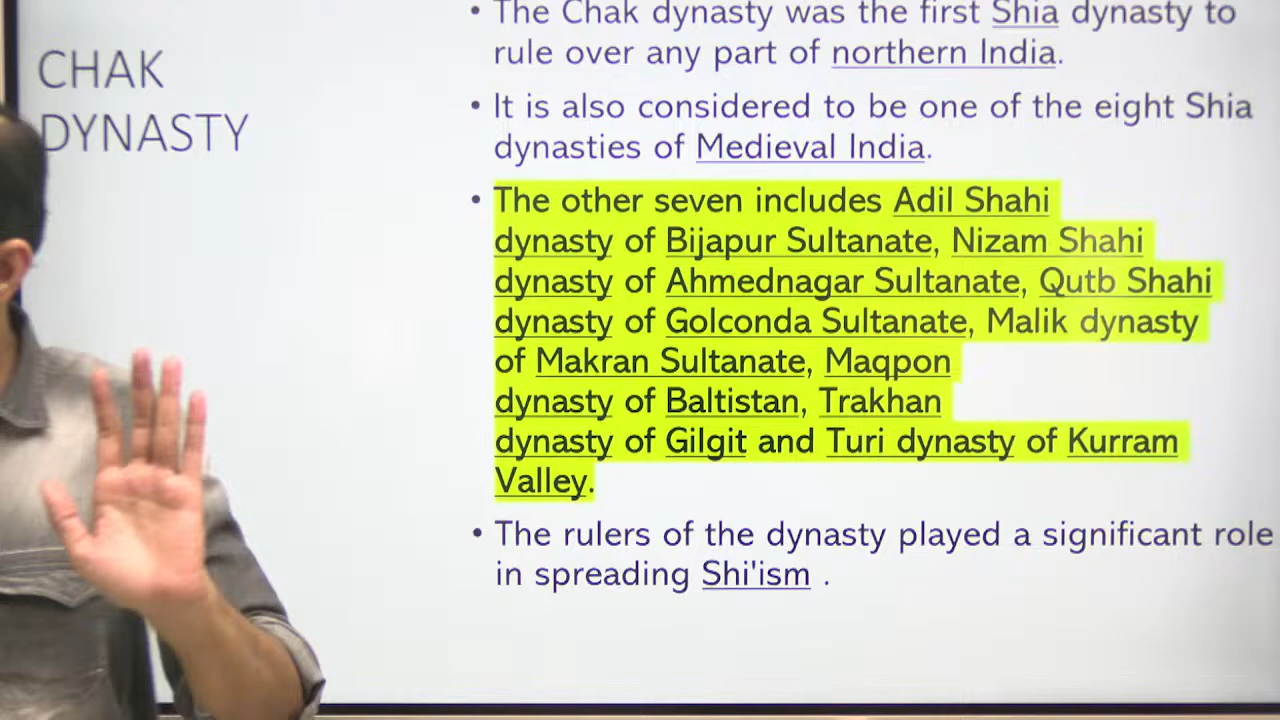 CHAK
DYNASTY
• The Chak dynasty was the first Shia dynasty to
rule over any part of northern India.
• It is also considered to be one of the eight Shia
dynasties of Medieval India.
• The other seven includes Adil Shahi
dynasty of Bijapur Sultanate, Nizam Shahi
dynasty of Ahmednagar Sultanate, Qutb Shahi
dynasty of Golconda Sultanate, Malik dynasty
of Makran Sultanate, Maqpon
dynasty of Baltistan, Trakhan
dynasty of Gilgit and Turi dynasty of Kurram
Valley.
• The rulers of the dynasty played a significant role
in spreading Shi'ism .